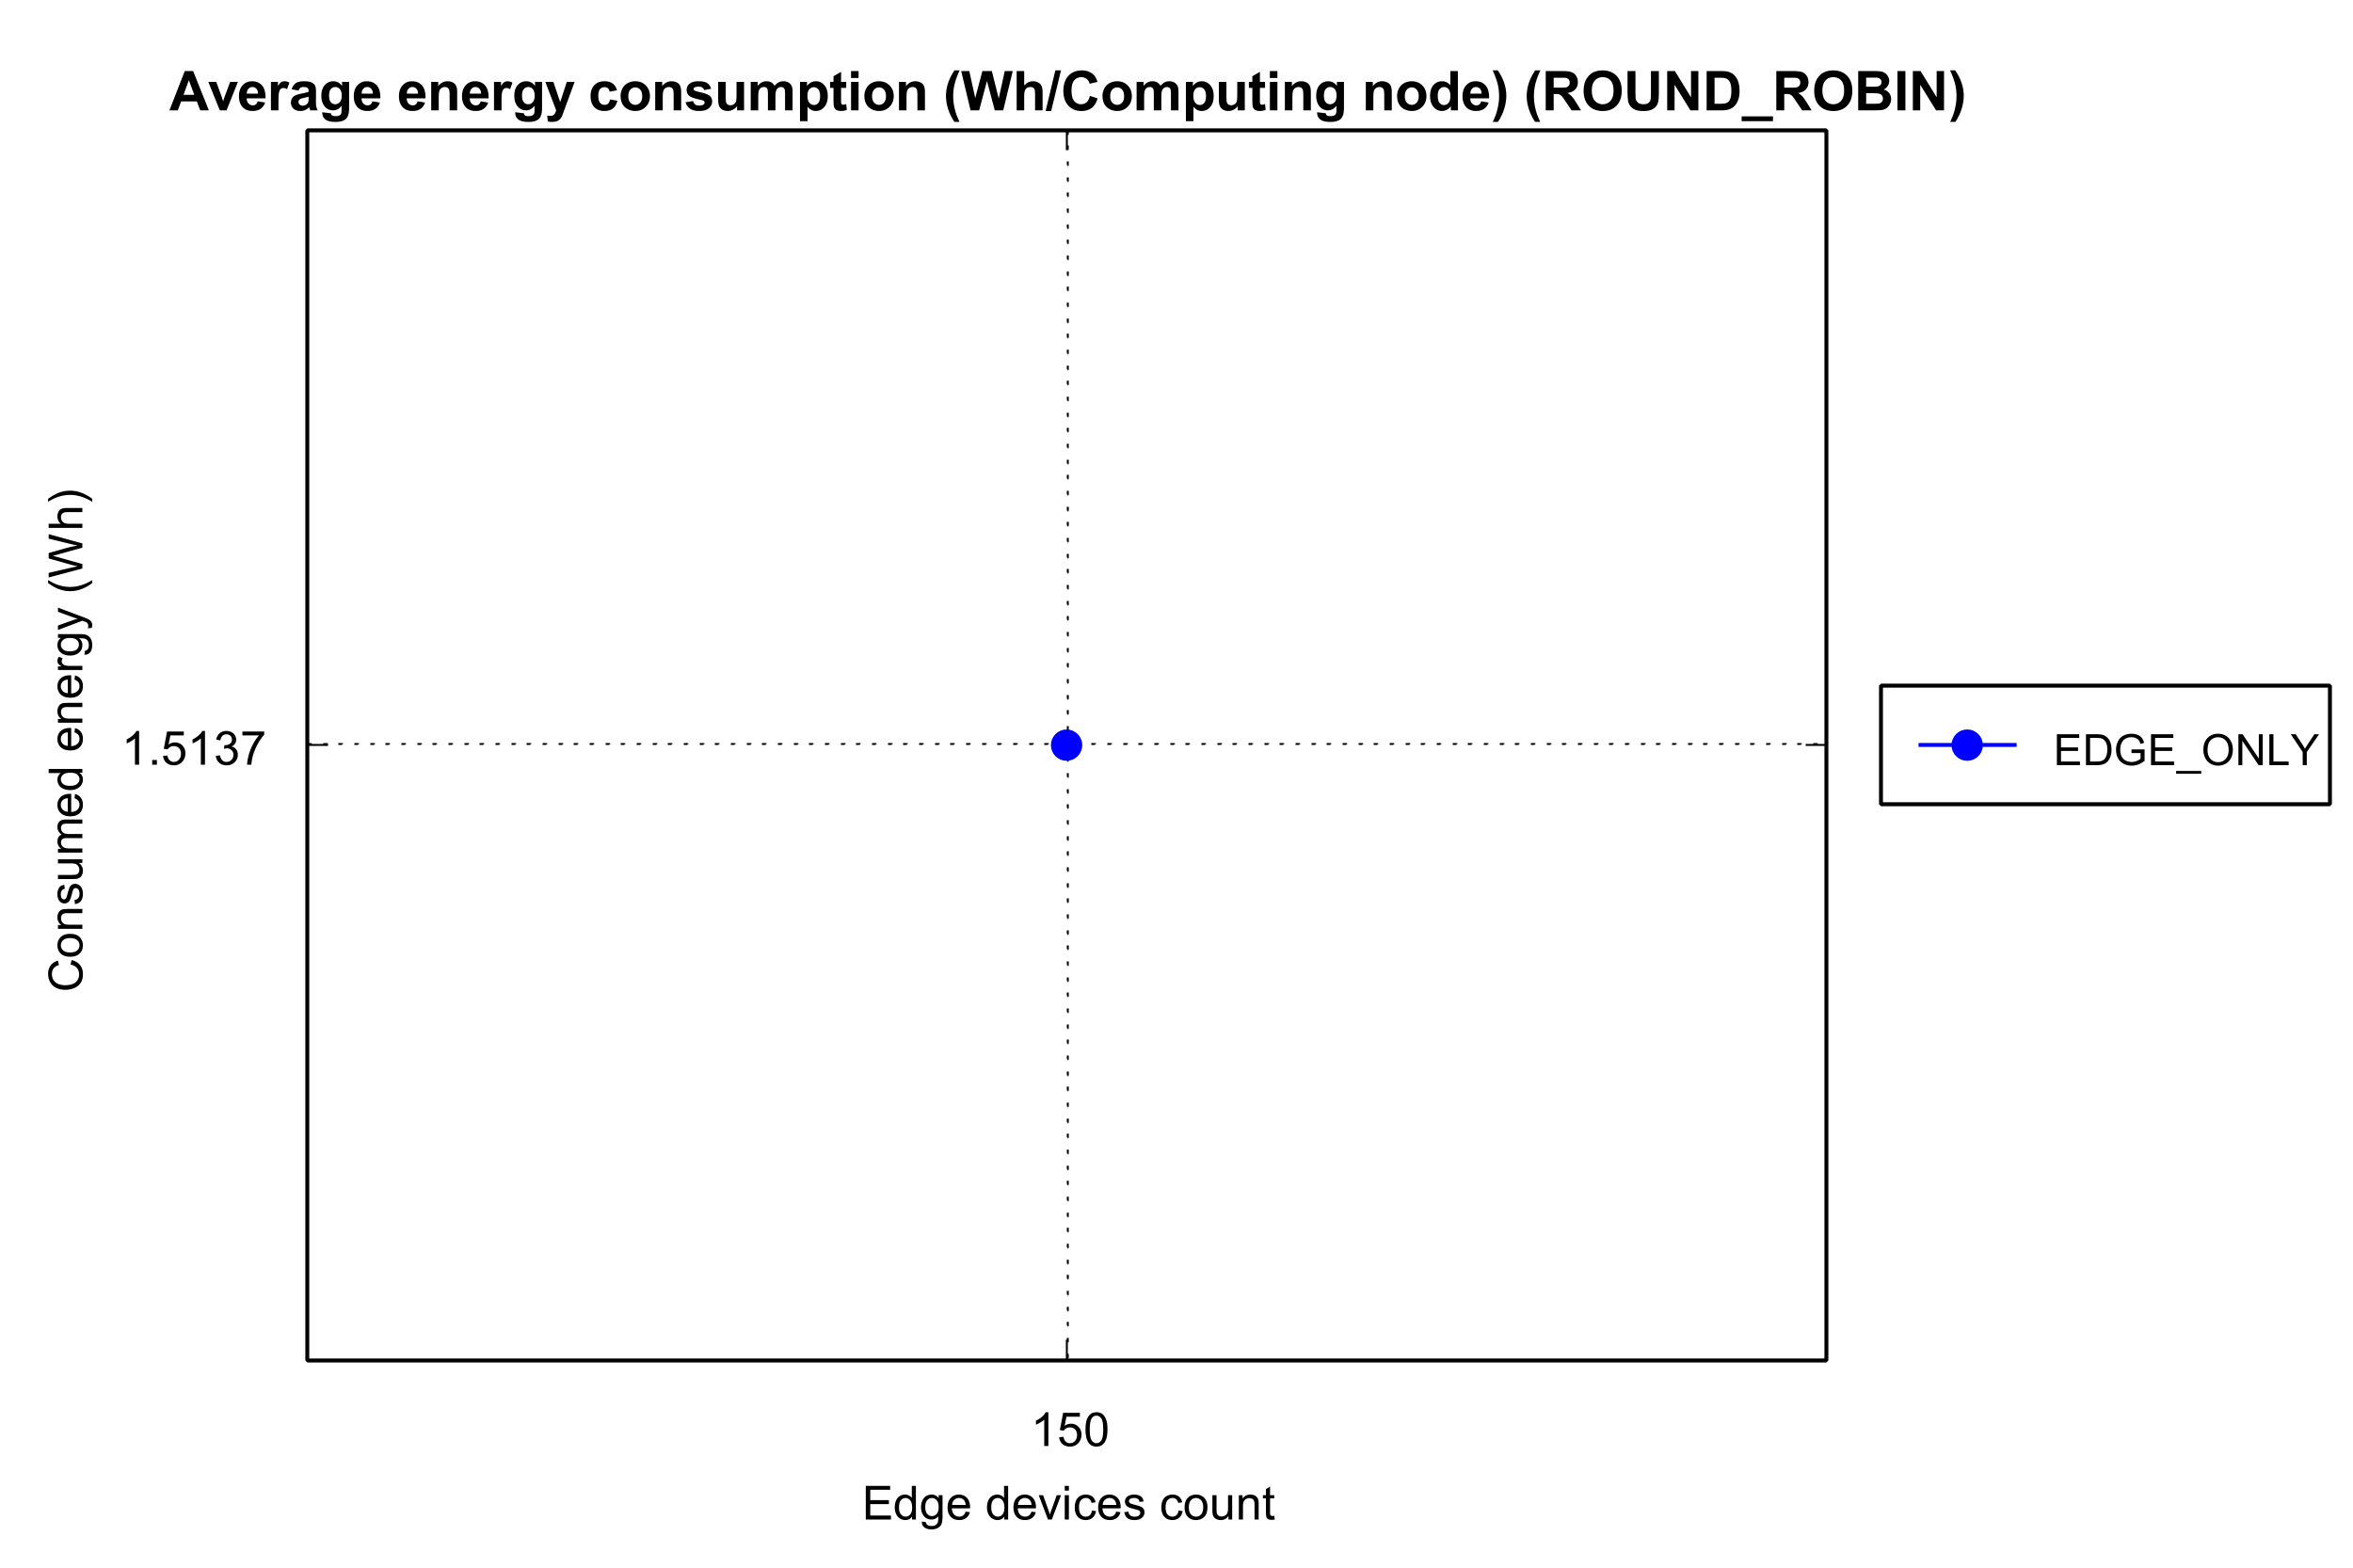 Average energy consumption (Wh/Computing node) (ROUND_ROBIN)
Consumed energy (Wh)
1.5137
EDGE_ONLY
150
Edge devices count